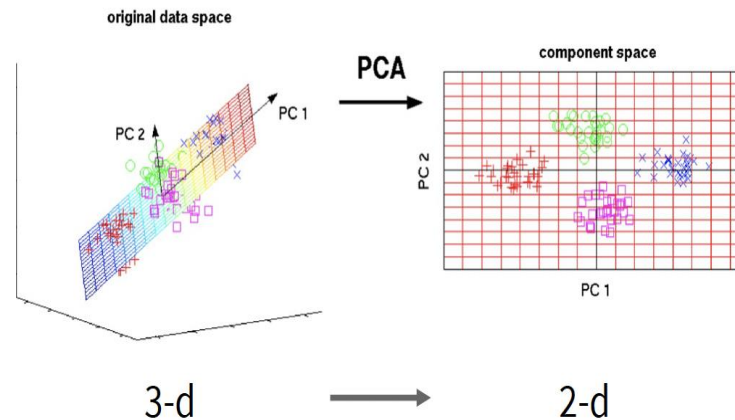 original data space
PC 2
PC 1
PCA
component space
PC 2
PC 1
3-d
2-d